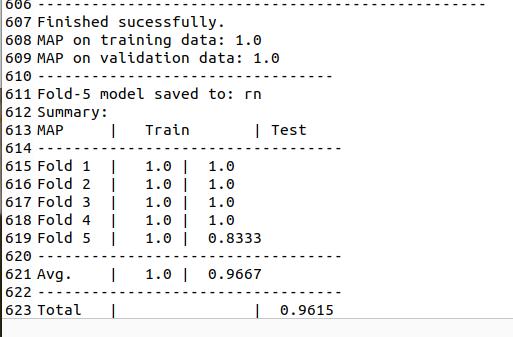 606 --------------------------------------------------
607 Finished sucessfully.
608 MAP on training data: 1.0
609 MAP on validation data: 1.0
610 ---------------------------------
611 Fold-5 model saved to: rn
612 Summary:
613 MAP     |   Train       | Test
614 ----------------------------------
615 Fold 1  |   1.0 |  1.0
616 Fold 2  |   1.0 |  1.0
617 Fold 3  |   1.0 |  1.0
618 Fold 4  |   1.0 |  1.0
619 Fold 5  |   1.0 |  0.8333
620 ----------------------------------
621 Avg.    |   1.0 |  0.9667
622 ----------------------------------
623 Total   |               |  0.9615